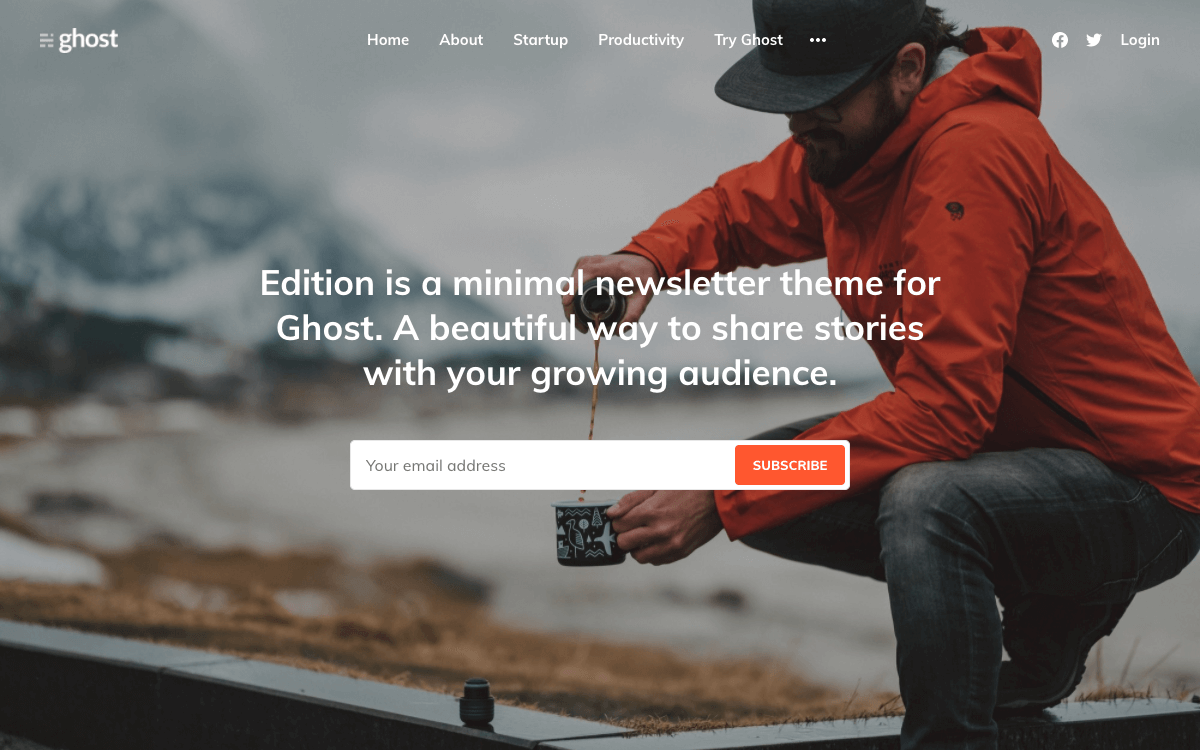 ghost
Home
About
Startup
Productivity
Try Ghost
Login
Edition is a minimal newsletter theme for
Ghost. A beautiful way to share stories
with your growing audience.
Your email address
SUBSCRIBE